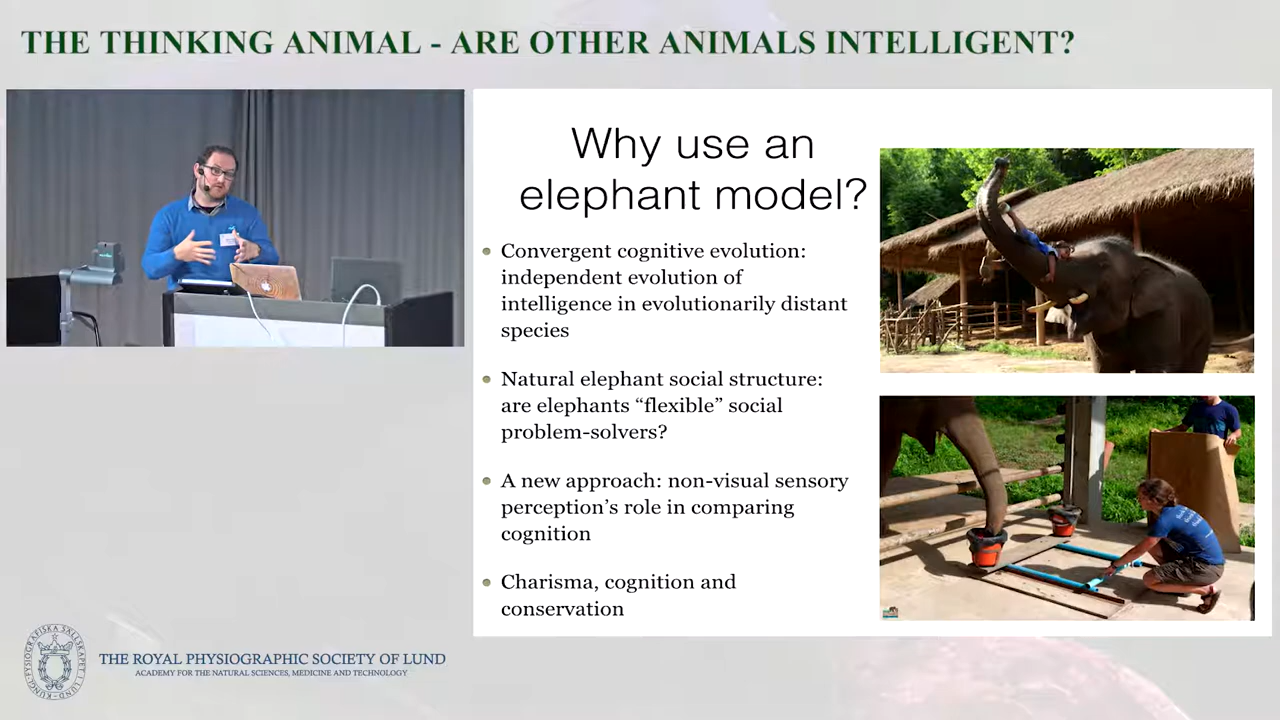 THE THINKING ANIMAL - ARE OTHER ANIMALS INTELLIGENT?
Why use an
elephant model?
Convergent cognitive evolution:
independent evolution of
intelligence in evolutionarily distant
species
Natural elephant social structure:
are elephants “flexible” social
problem-solvers?
A new approach: non-visual sensory
perception’s role in comparing
cognition
Charisma, cognition and
conservation
THE ROYAL PHYSIOGRAPHIC SOCIETY OF LUND
ACADEMY FOR THE NATURAL SCIENCES, MEDICINE AND TECHNOLOGY